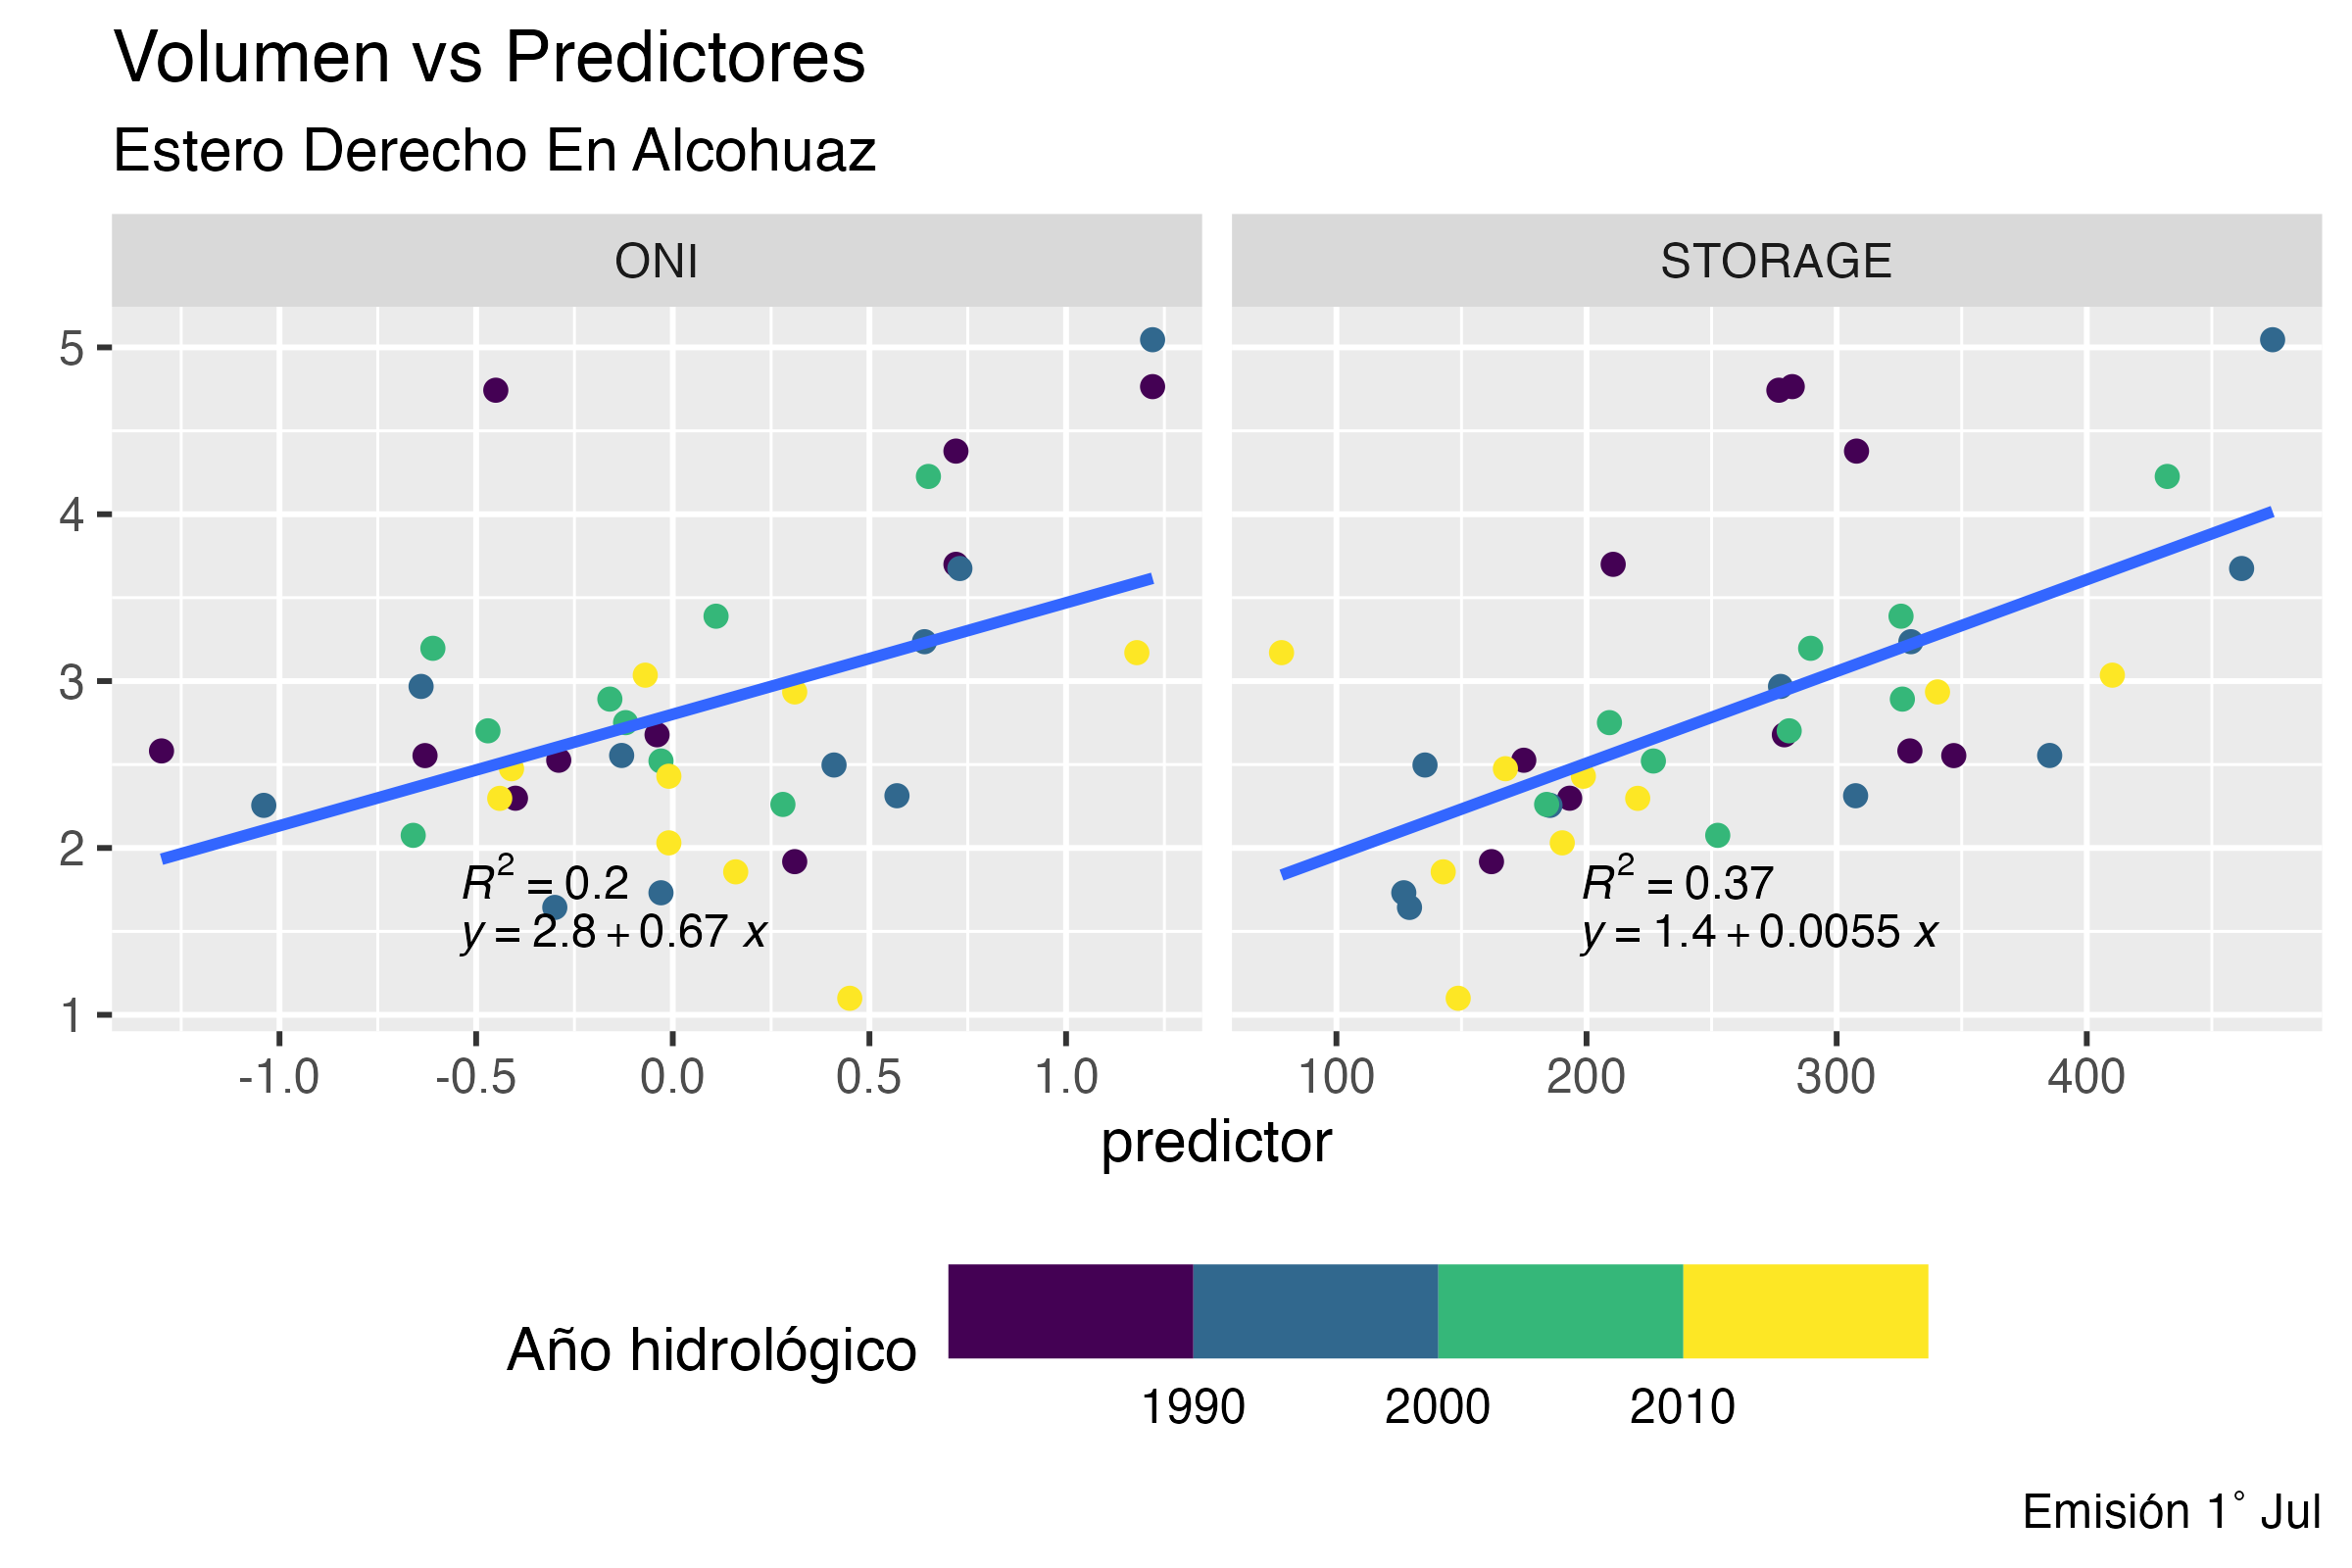 Volumen vs Predictores
Estero Derecho En Alcohuaz
ONI
STORAGE
5
4
3
2
1
R² = 0.2
y = 2.8 + 0.67 x
R² = 0.37
y = 1.4 + 0.0055 x
-1.0 -0.5 0.0 0.5 1.0
100 200 300 400
predictor
Año hidrológico
1990 2000 2010
Emisión 1° Jul